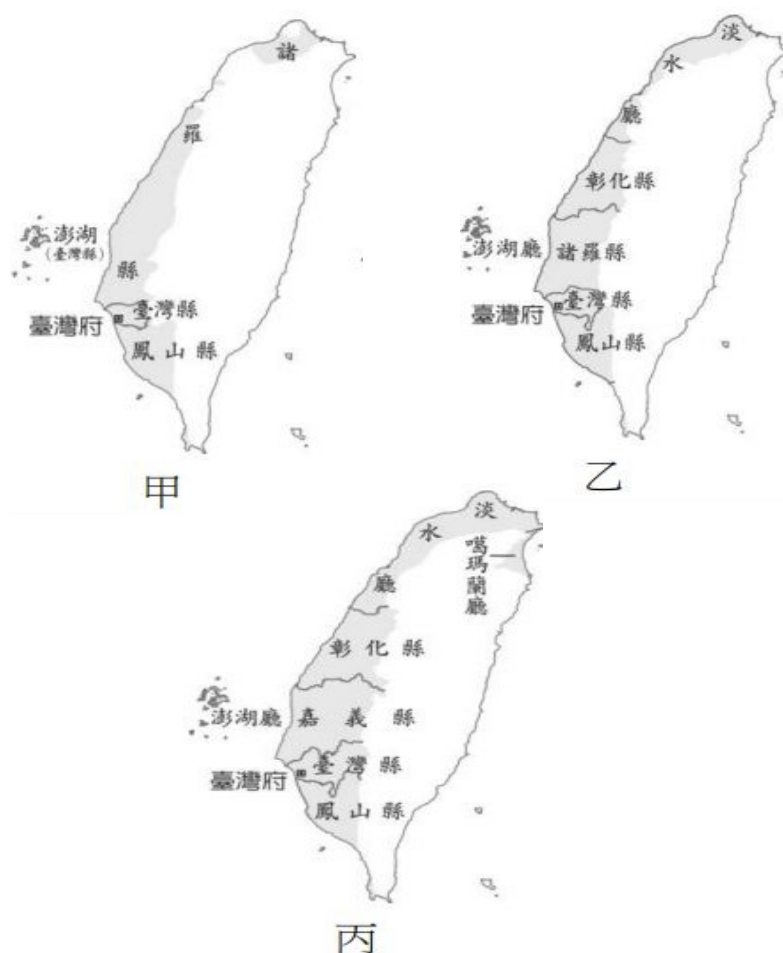 諸
羅
縣
澎湖
(臺灣縣)
臺灣縣
臺灣府
鳳山縣
甲
淡
水
廳
彰化縣
澎湖廳
諸羅縣
臺灣縣
臺灣府
鳳山縣
乙
淡
水
廳
噶瑪蘭廳
彰化縣
澎湖廳
嘉義縣
臺灣縣
臺灣府
鳳山縣
丙